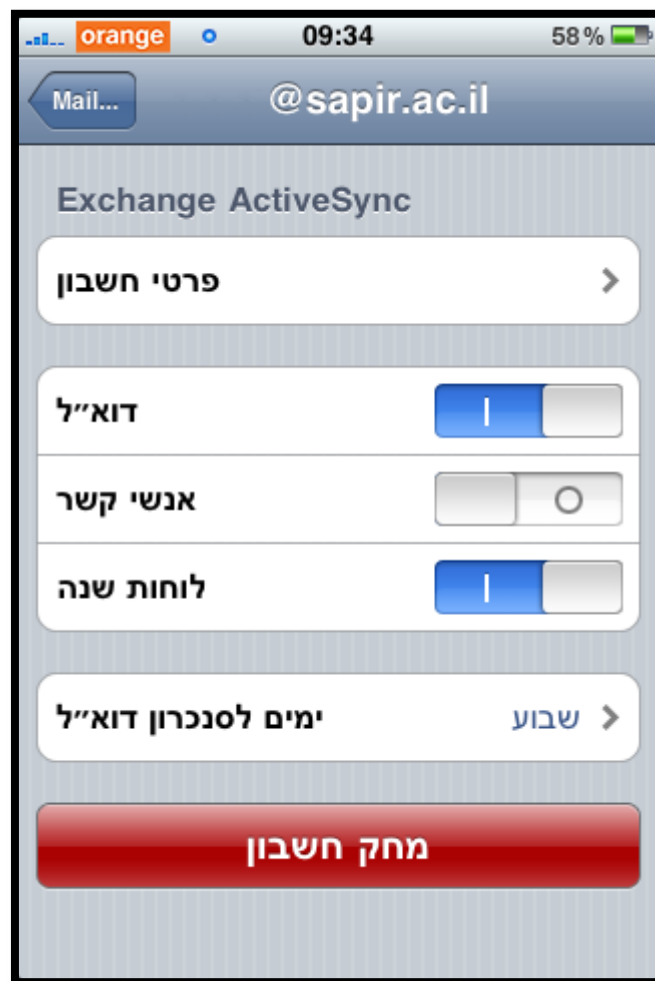 orange 09:34 58%
Mail... @sapir.ac.il
Exchange ActiveSync
פרטי חשבון
דוא״ל
אנשי קשר
לוחות שנה
ימים לסנכרון דוא״ל שבוע
מחק חשבון